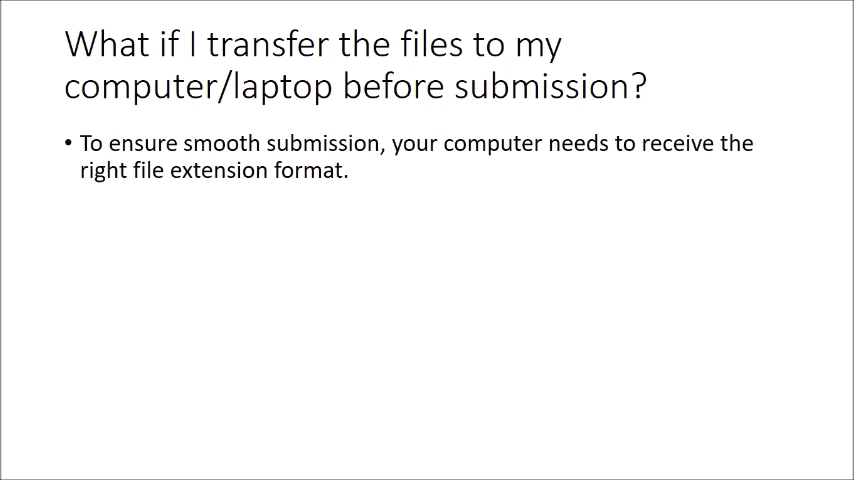 What if I transfer the files to my
computer/laptop before submission?
• To ensure smooth submission, your computer needs to receive the
right file extension format.